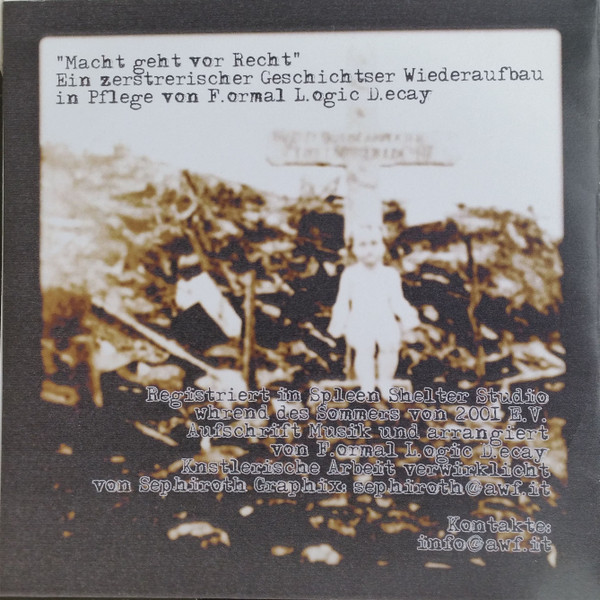 "Macht geht vor Recht"
Ein zerstrerischer Geschichtser Wiederaufbau
in Pflege von F.ormal L.ogic D.ecay
Registriert in Spleen Shelter Studio
whrend des Sommers von 2001 E.V.
Aufschrift Musik und arrangiert
von F.ormal L.ogic D.ecay
Knstlerische Arbeit verwirklicht
von Sephiroth Graphix: sephiroth@awf.it
Kontakte:
info@awf.it